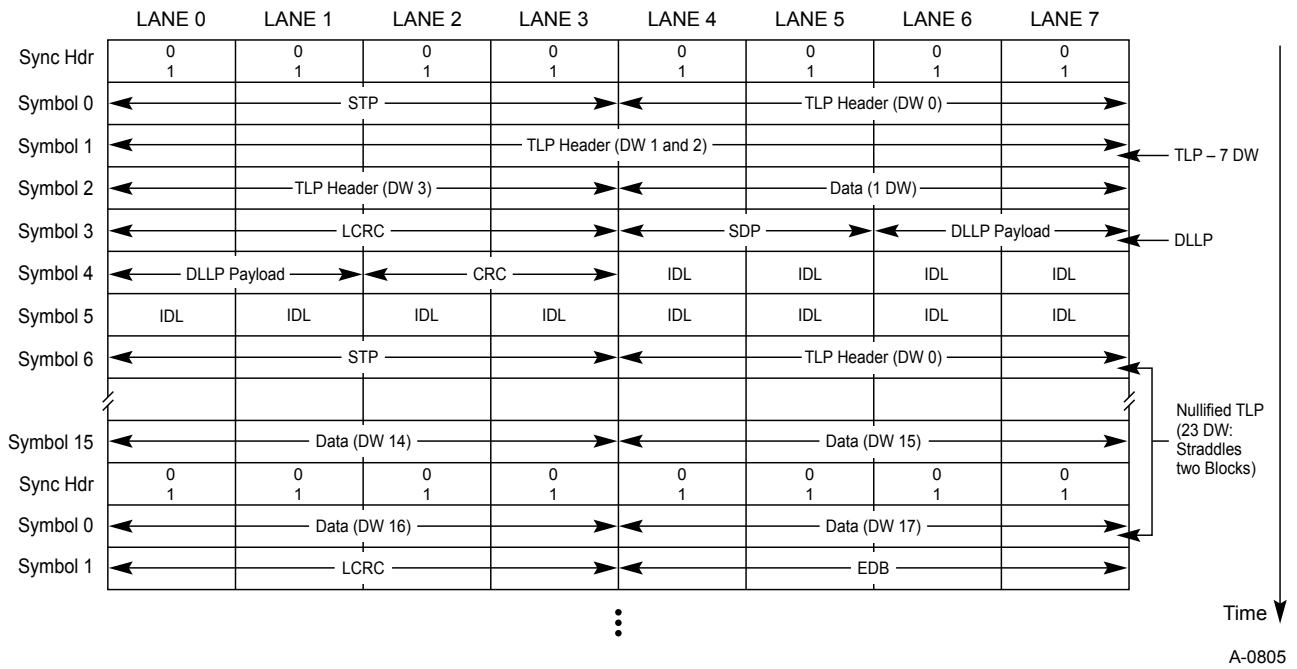 LANE 0 LANE 1 LANE 2 LANE 3 LANE 4 LANE 5 LANE 6 LANE 7
Sync Hdr 0 0 0 0 0 0 0 0
1 1 1 1 1 1 1 1
Symbol 0 STP TLP Header (DW 0)
Symbol 1 TLP Header (DW 1 and 2)
TLP – 7 DW
Symbol 2 TLP Header (DW 3) Data (1 DW)
Symbol 3 LCRC SDP DLLP Payload
DLLP
Symbol 4 DLLP Payload CRC IDL IDL IDL IDL
Symbol 5 IDL IDL IDL IDL IDL IDL IDL IDL
Symbol 6 STP TLP Header (DW 0)
Nullified TLP
(23 DW:
Straddles
two Blocks)
Symbol 15 Data (DW 14) Data (DW 15)
Sync Hdr 0 0 0 0 0 0 0 0
1 1 1 1 1 1 1 1
Symbol 0 Data (DW 16) Data (DW 17)
Symbol 1 LCRC EDB
Time
A-0805